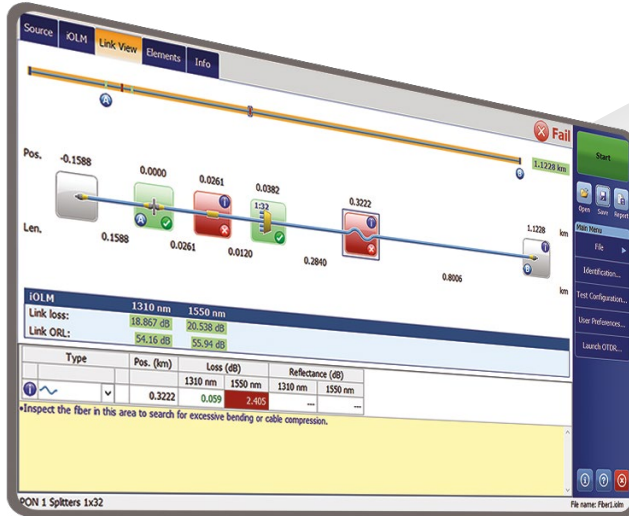 Source iOLM Link View Elements Info
Fail
A
B 1.1228 km
Pos. -0.1588 0.0000 0.0261 0.0382 0.3222 1.1228 km
1:32
A
B
Len. 0.1588 0.0261 0.0120 0.2840 0.8006 km
iOLM 1310 nm 1550 nm
Link loss: 18.867 dB 20.538 dB
Link ORL: 54.16 dB 55.94 dB
Type Pos. (km) Loss (dB) Reflectance (dB)
1310 nm 1550 nm 1310 nm 1550 nm
0.3222 0.059 2.405 --- ---
•Inspect the fiber in this area to search for excessive bending or cable compression.
PON 1 Splitters 1x32
File name: Fiber1.iolm
Start
Open Save Report
Main Menu
File
Identification...
Test Configuration...
User Preferences...
Launch OTDR...